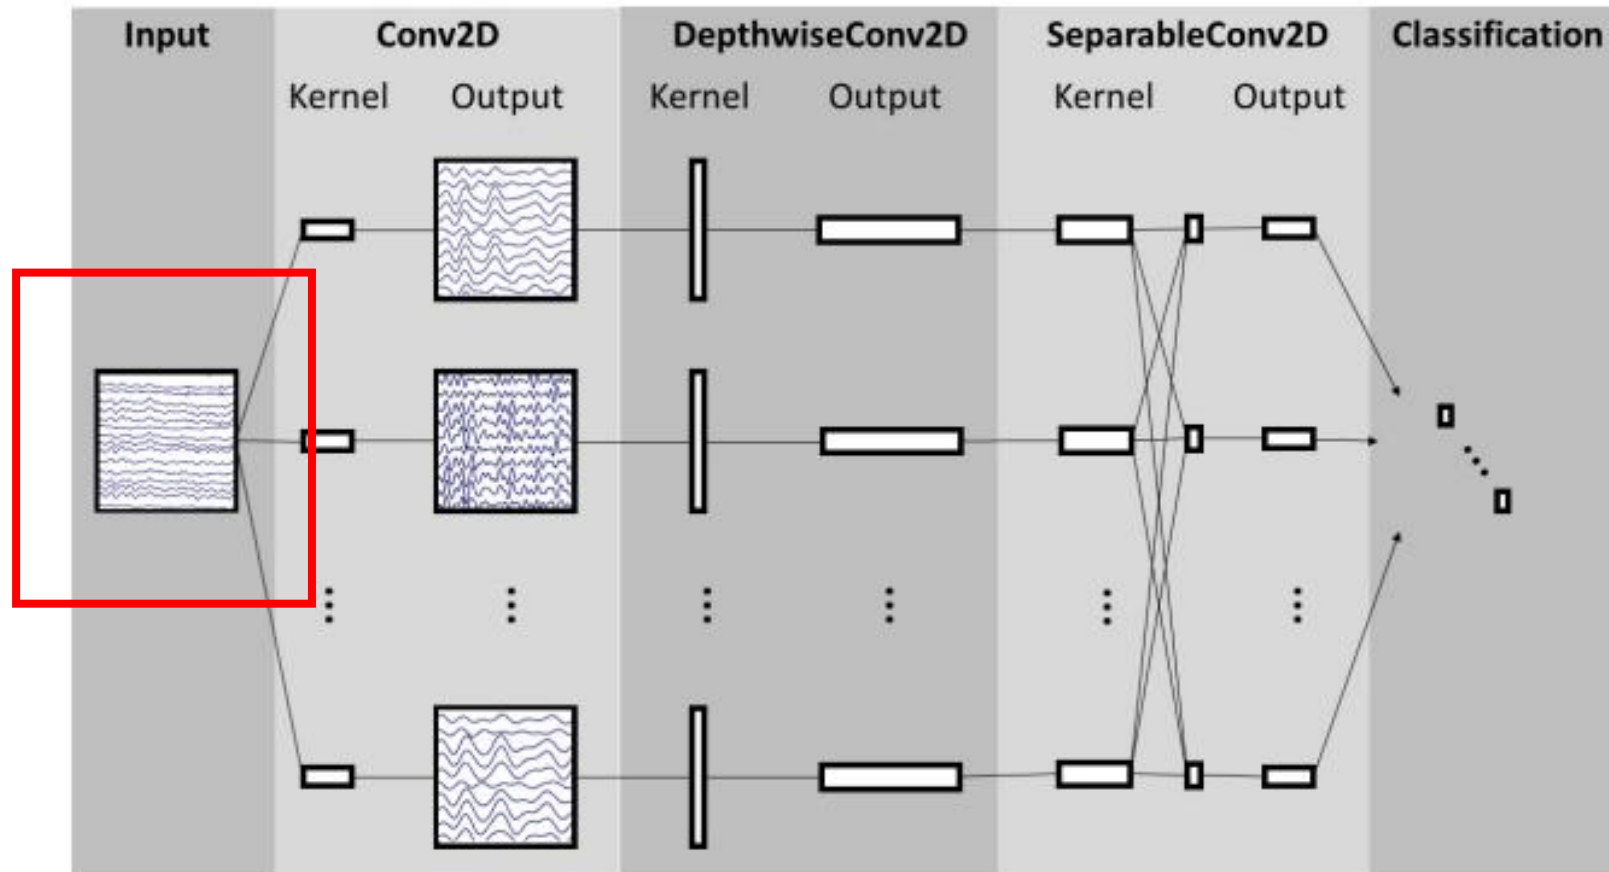 Input Conv2D DepthwiseConv2D SeparableConv2D Classification
Kernel Output Kernel Output Kernel Output